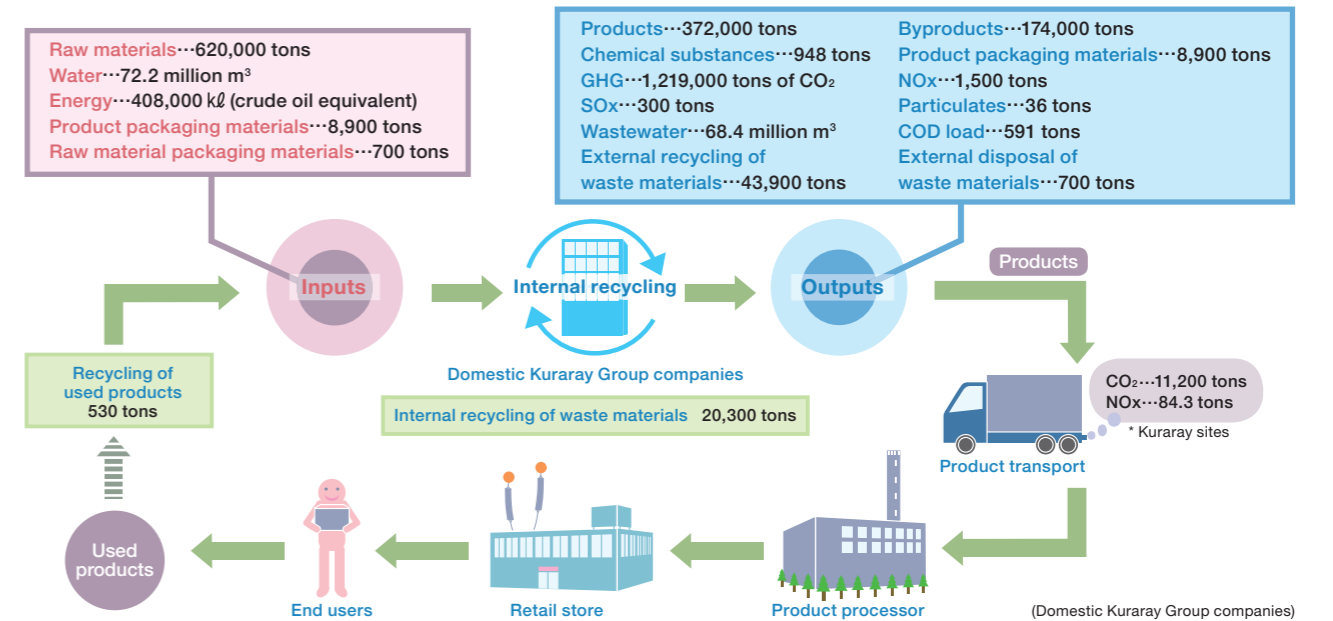 Raw materials···620,000 tons
Water···72.2 million m³
Energy···408,000 kℓ (crude oil equivalent)
Product packaging materials···8,900 tons
Raw material packaging materials···700 tons
Products···372,000 tons
Chemical substances···948 tons
GHG···1,219,000 tons of CO₂
SOx···300 tons
Wastewater···68.4 million m³
External recycling of
waste materials···43,900 tons
Byproducts···174,000 tons
Product packaging materials···8,900 tons
NOx···1,500 tons
Particulates···36 tons
COD load···591 tons
External disposal of
waste materials···700 tons
Inputs
Internal recycling
Outputs
Products
Domestic Kuraray Group companies
Internal recycling of waste materials 20,300 tons
Recycling of
used products
530 tons
CO₂···11,200 tons
NOx···84.3 tons
* Kuraray sites
Product transport
Used
products
End users
Retail store
Product processor
(Domestic Kuraray Group companies)